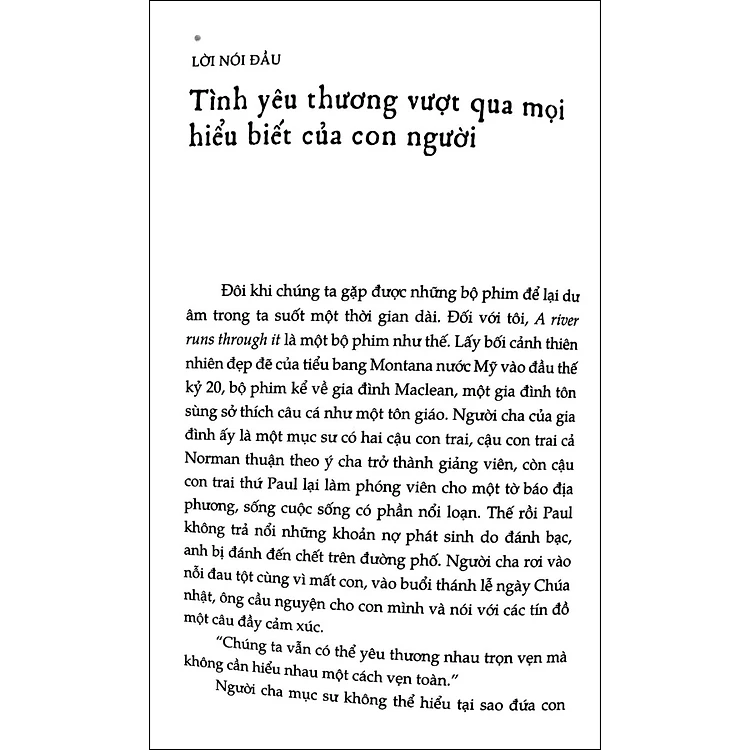 LỜI NÓI ĐẦU
Tình yêu thương vượt qua mọi
hiểu biết của con người
Đôi khi chúng ta gặp được những bộ phim để lại dư
âm trong ta suốt một thời gian dài. Đối với tôi, A river
runs through it là một bộ phim như thế. Lấy bối cảnh thiên
nhiên đẹp đẽ của tiểu bang Montana nước Mỹ vào đầu thế
kỷ 20, bộ phim kể về gia đình Maclean, một gia đình tôn
sùng sở thích câu cá như một tôn giáo. Người cha của gia
đình ấy là một mục sư có hai cậu con trai, cậu con trai cả
Norman thuận theo ý cha trở thành giảng viên, còn cậu
con trai thứ Paul lại làm phóng viên cho một tờ báo địa
phương, sống cuộc sống có phần nổi loạn. Thế rồi Paul
không trả nổi những khoản nợ phát sinh do đánh bạc,
anh bị đánh đến chết trên đường phố. Người cha rơi vào
nỗi đau tột cùng vì mất con, vào buổi thánh lễ ngày Chúa
nhật, ông cầu nguyện cho con mình và nói với các tín đồ
một câu đầy cảm xúc.
"Chúng ta vẫn có thể yêu thương nhau trọn vẹn mà
không cần hiểu nhau một cách vẹn toàn."
Người cha mục sư không thể hiểu tại sao đứa con